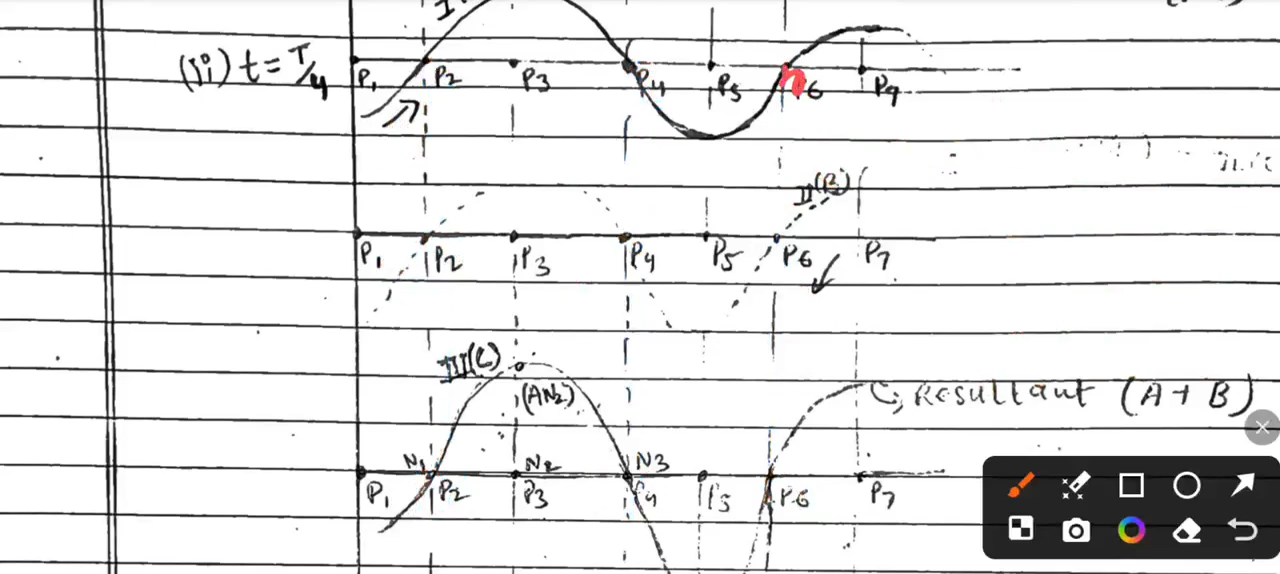 (ii) t = T/4
P1 P2 P3 P4 P5 P6 P9
II(B)
P1 P2 P3 P4 P5 P6 P7
III(C)
(AN2)
Resultant (A+B)
N1 N2 N3
P1 P2 P3 P4 P5 P6 P7